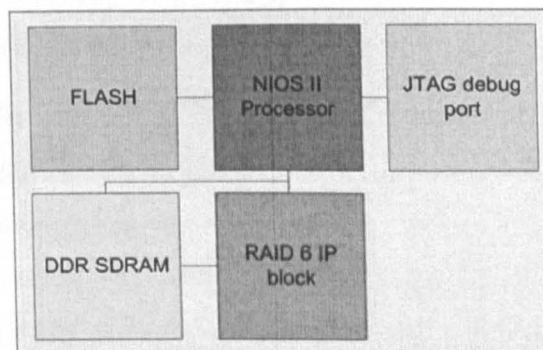 FLASH
NIOS II
Processor
JTAG debug
port
DDR SDRAM
RAID 6 IP
block